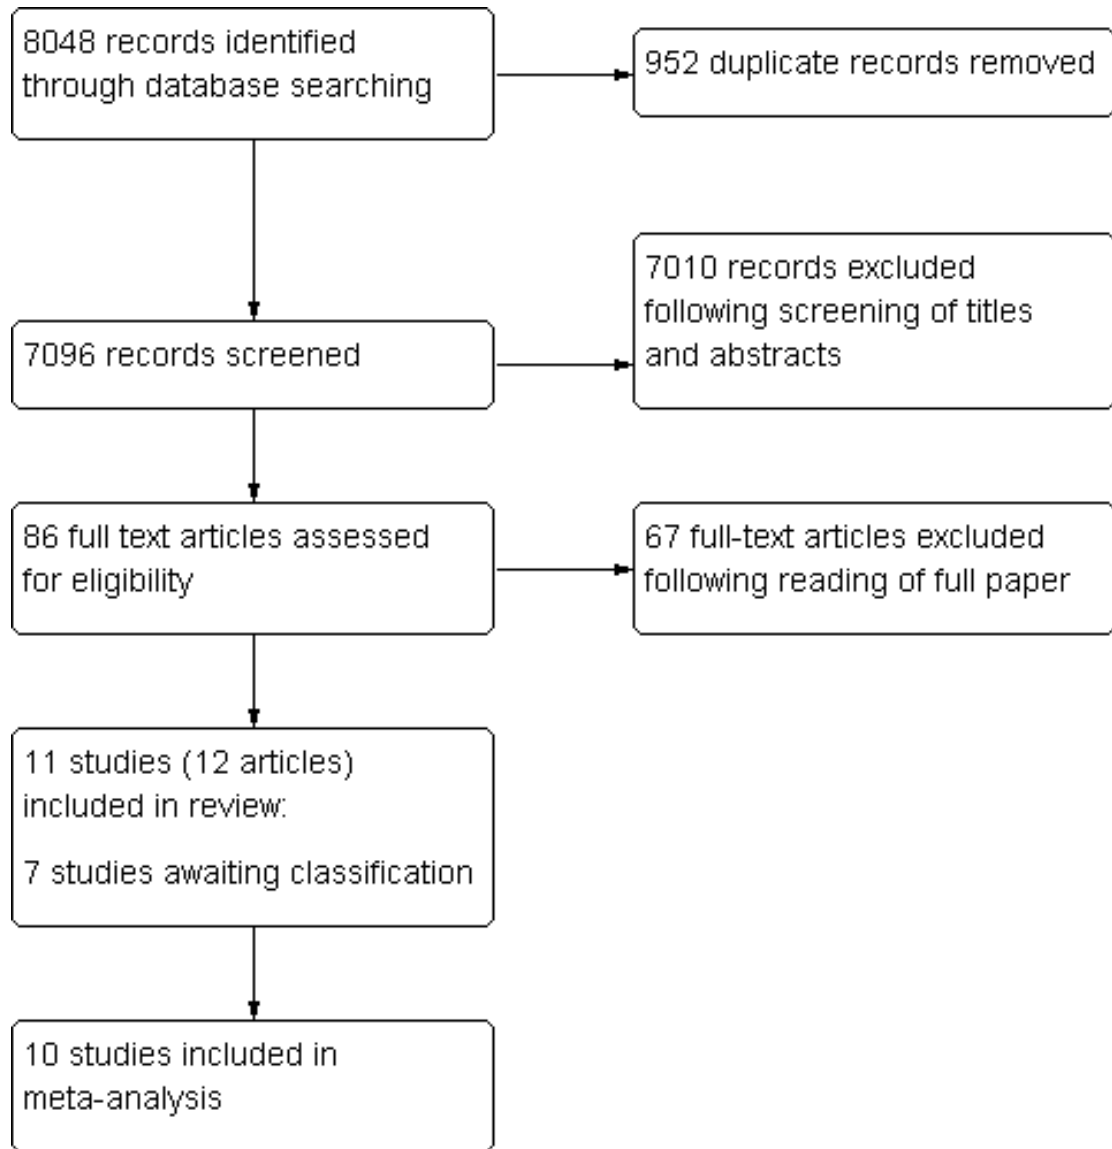 8048 records identified
through database searching
952 duplicate records removed
7010 records excluded
following screening of titles
and abstracts
7096 records screened
86 full text articles assessed
for eligibility
67 full-text articles excluded
following reading of full paper
11 studies (12 articles)
included in review:
7 studies awaiting classification
10 studies included in
meta-analysis